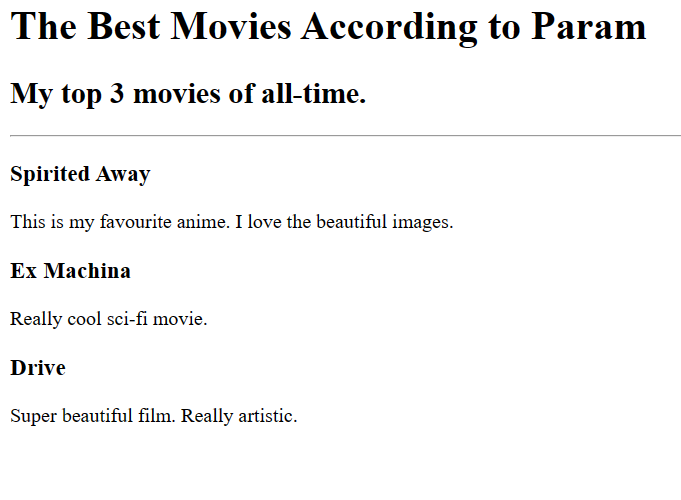 The Best Movies According to Param
My top 3 movies of all-time.
Spirited Away
This is my favourite anime. I love the beautiful images.
Ex Machina
Really cool sci-fi movie.
Drive
Super beautiful film. Really artistic.